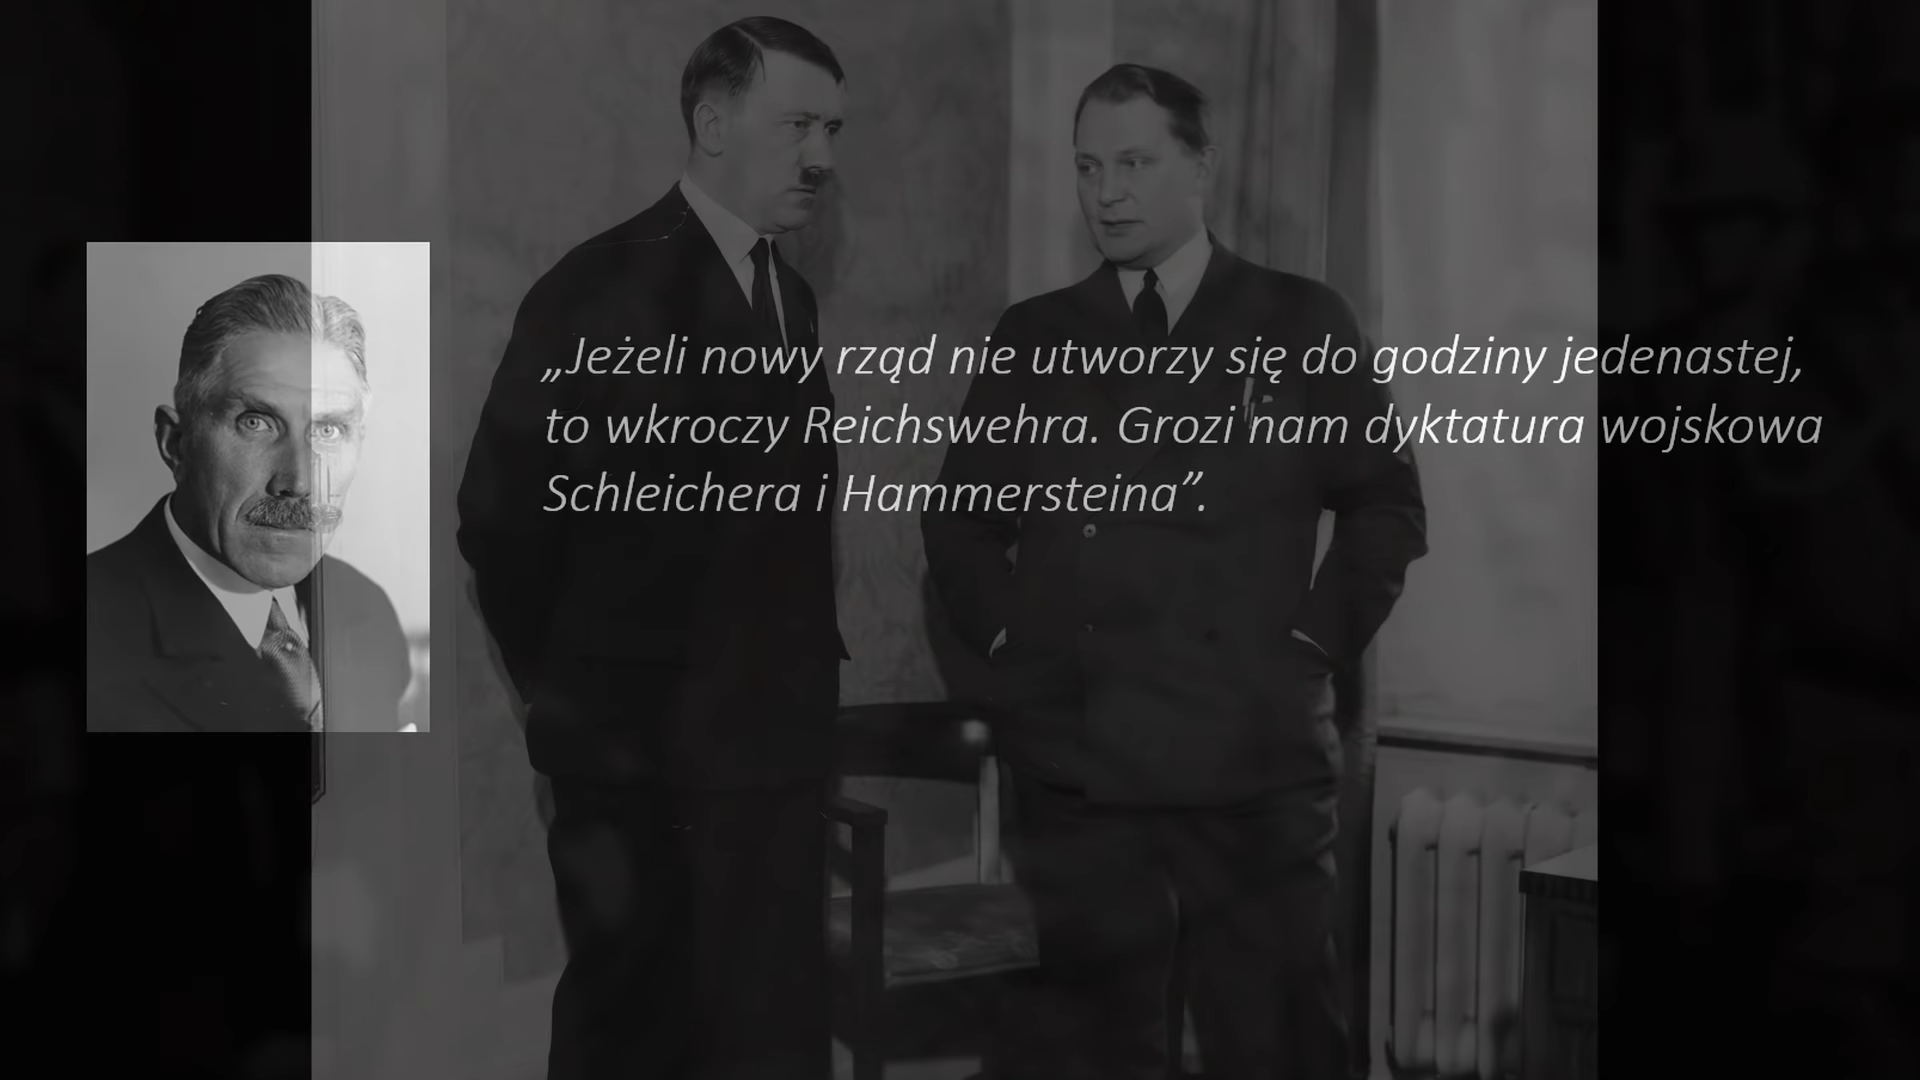 „Jeżeli nowy rząd nie utworzy się do godziny jedenastej,
to wkroczy Reichswehra. Grozi nam dyktatura wojskowa
Schleichera i Hammersteina”.